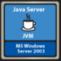 Java Server
JVM
MS Windows
Server 2003